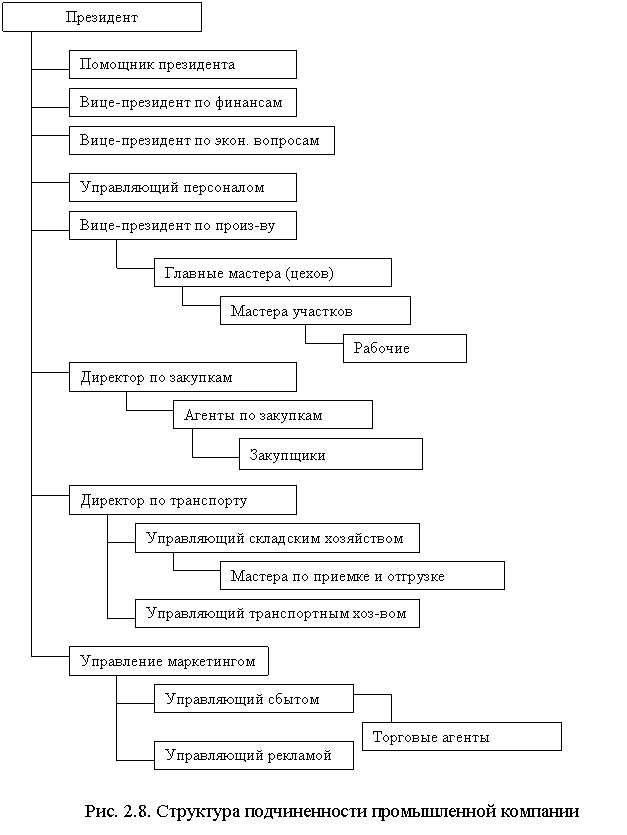 Президент
Помощник президента
Вице-президент по финансам
Вице-президент по экон. вопросам
Управляющий персоналом
Вице-президент по произ-ву
Главные мастера (цехов)
Мастера участков
Рабочие
Директор по закупкам
Агенты по закупкам
Закупщики
Директор по транспорту
Управляющий складским хозяйством
Мастера по приемке и отгрузке
Управляющий транспортным хоз-вом
Управление маркетингом
Управляющий сбытом
Торговые агенты
Управляющий рекламой
Рис. 2.8. Структура подчиненности промышленной компании